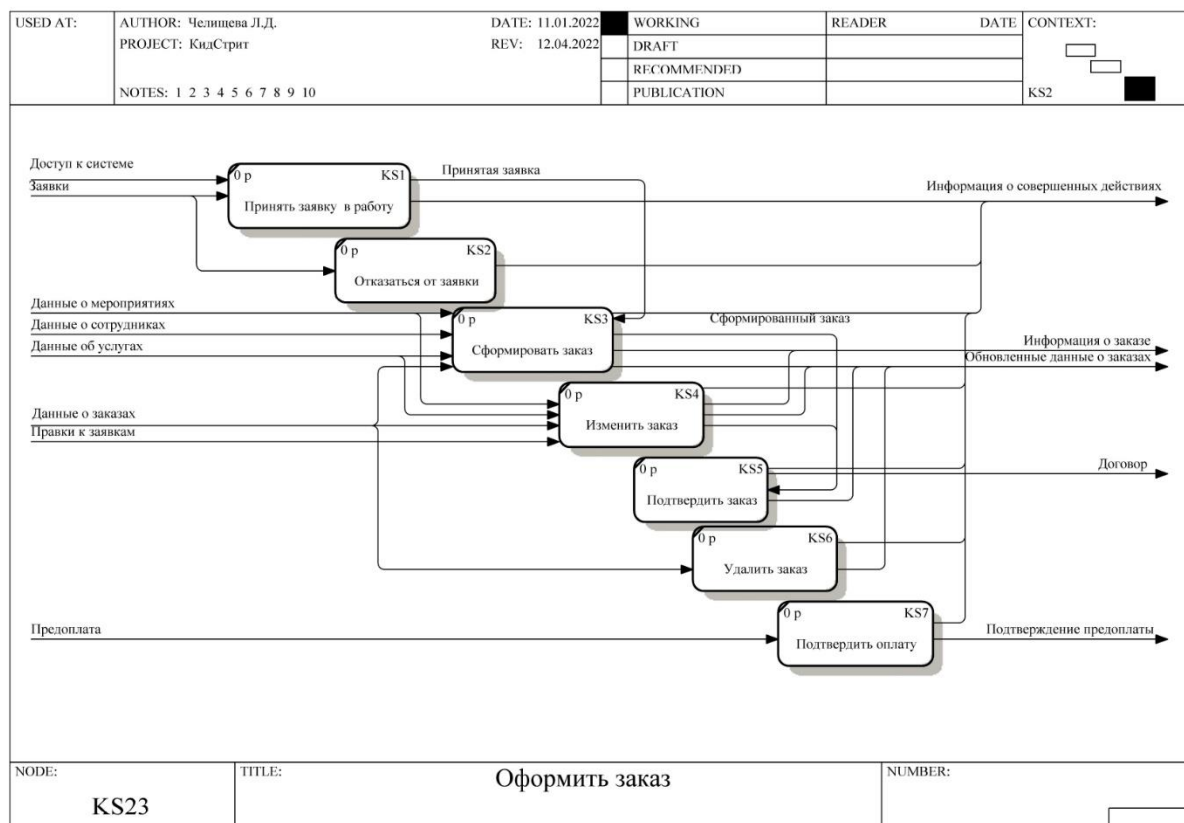 USED AT:
AUTHOR: Челищева Л.Д.
DATE: 11.01.2022
WORKING
READER
DATE
CONTEXT:
PROJECT: КидСтрит
REV: 12.04.2022
DRAFT
RECOMMENDED
NOTES: 1 2 3 4 5 6 7 8 9 10
PUBLICATION
KS2
Доступ к системе
Заявки
0 р
KS1
Принять заявку в работу
Принятая заявка
Информация о совершенных действиях
0 р
KS2
Отказаться от заявки
Данные о мероприятиях
Данные о сотрудниках
Данные об услугах
0 р
KS3
Сформировать заказ
Сформированный заказ
Информация о заказе
Обновленные данные о заказах
Данные о заказах
Правки к заявкам
0 р
KS4
Изменить заказ
0 р
KS5
Подтвердить заказ
Договор
0 р
KS6
Удалить заказ
Предоплата
0 р
KS7
Подтвердить оплату
Подтверждение предоплаты
NODE:
TITLE:
NUMBER:
KS23
Оформить заказ